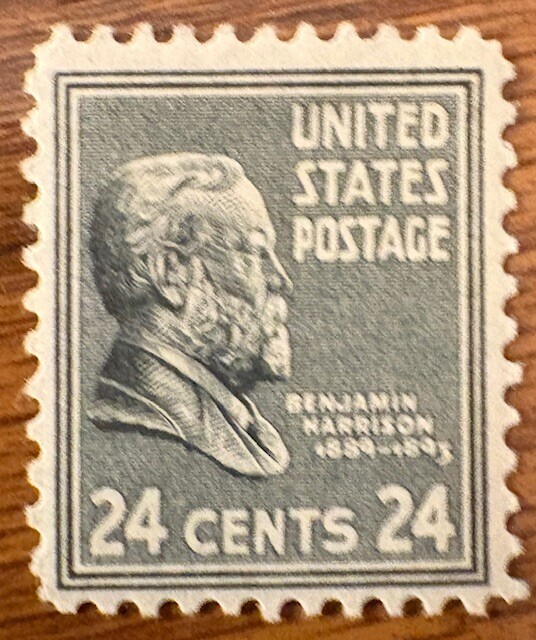 UNITED
STATES
POSTAGE
BENJAMIN
HARRISON
1889-1893
24 CENTS 24